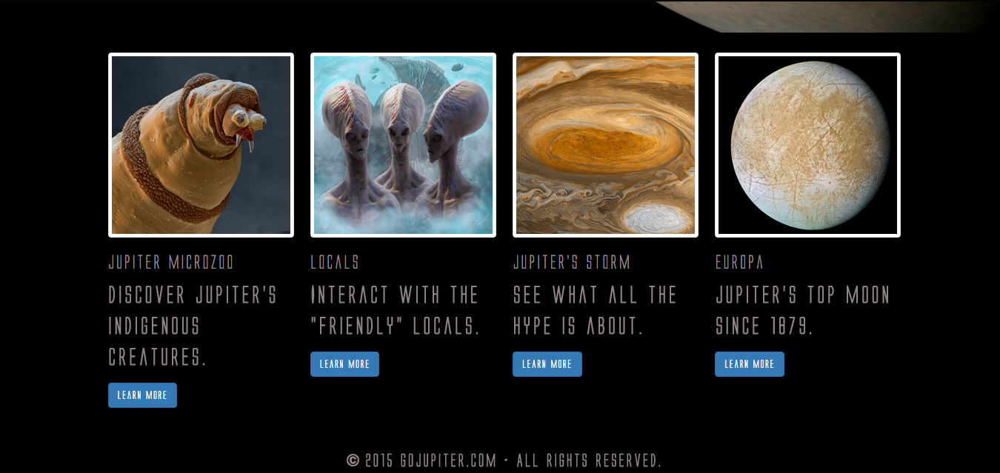 JUPITER MICROZOO
DISCOVER JUPITER'S
INDIGENOUS
CREATURES.
LEARN MORE
LOCALS
INTERACT WITH THE
"FRIENDLY" LOCALS.
LEARN MORE
JUPITER'S STORM
SEE WHAT ALL THE
HYPE IS ABOUT.
LEARN MORE
EUROPA
JUPITER'S TOP MOON
SINCE 1879.
LEARN MORE
© 2015 GOJUPITER.COM - ALL RIGHTS RESERVED.